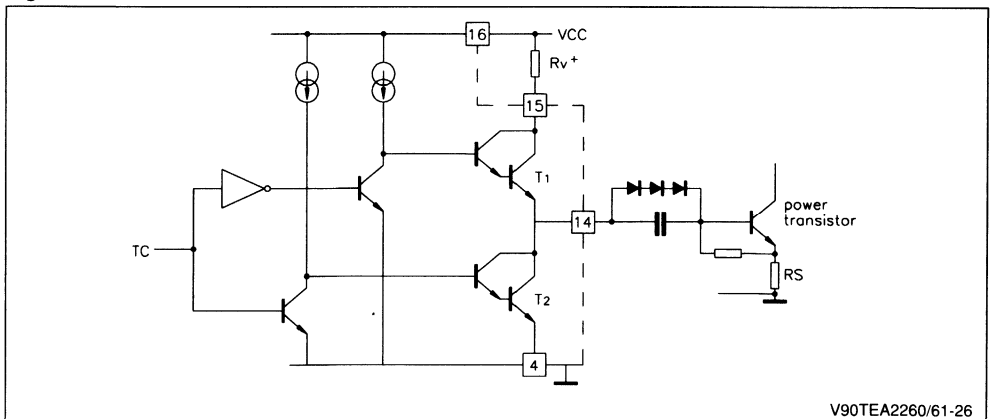 16
VCC
Rv+
15
T1
14
power
transistor
TC
RS
T2
4
V90TEA2260/61-26